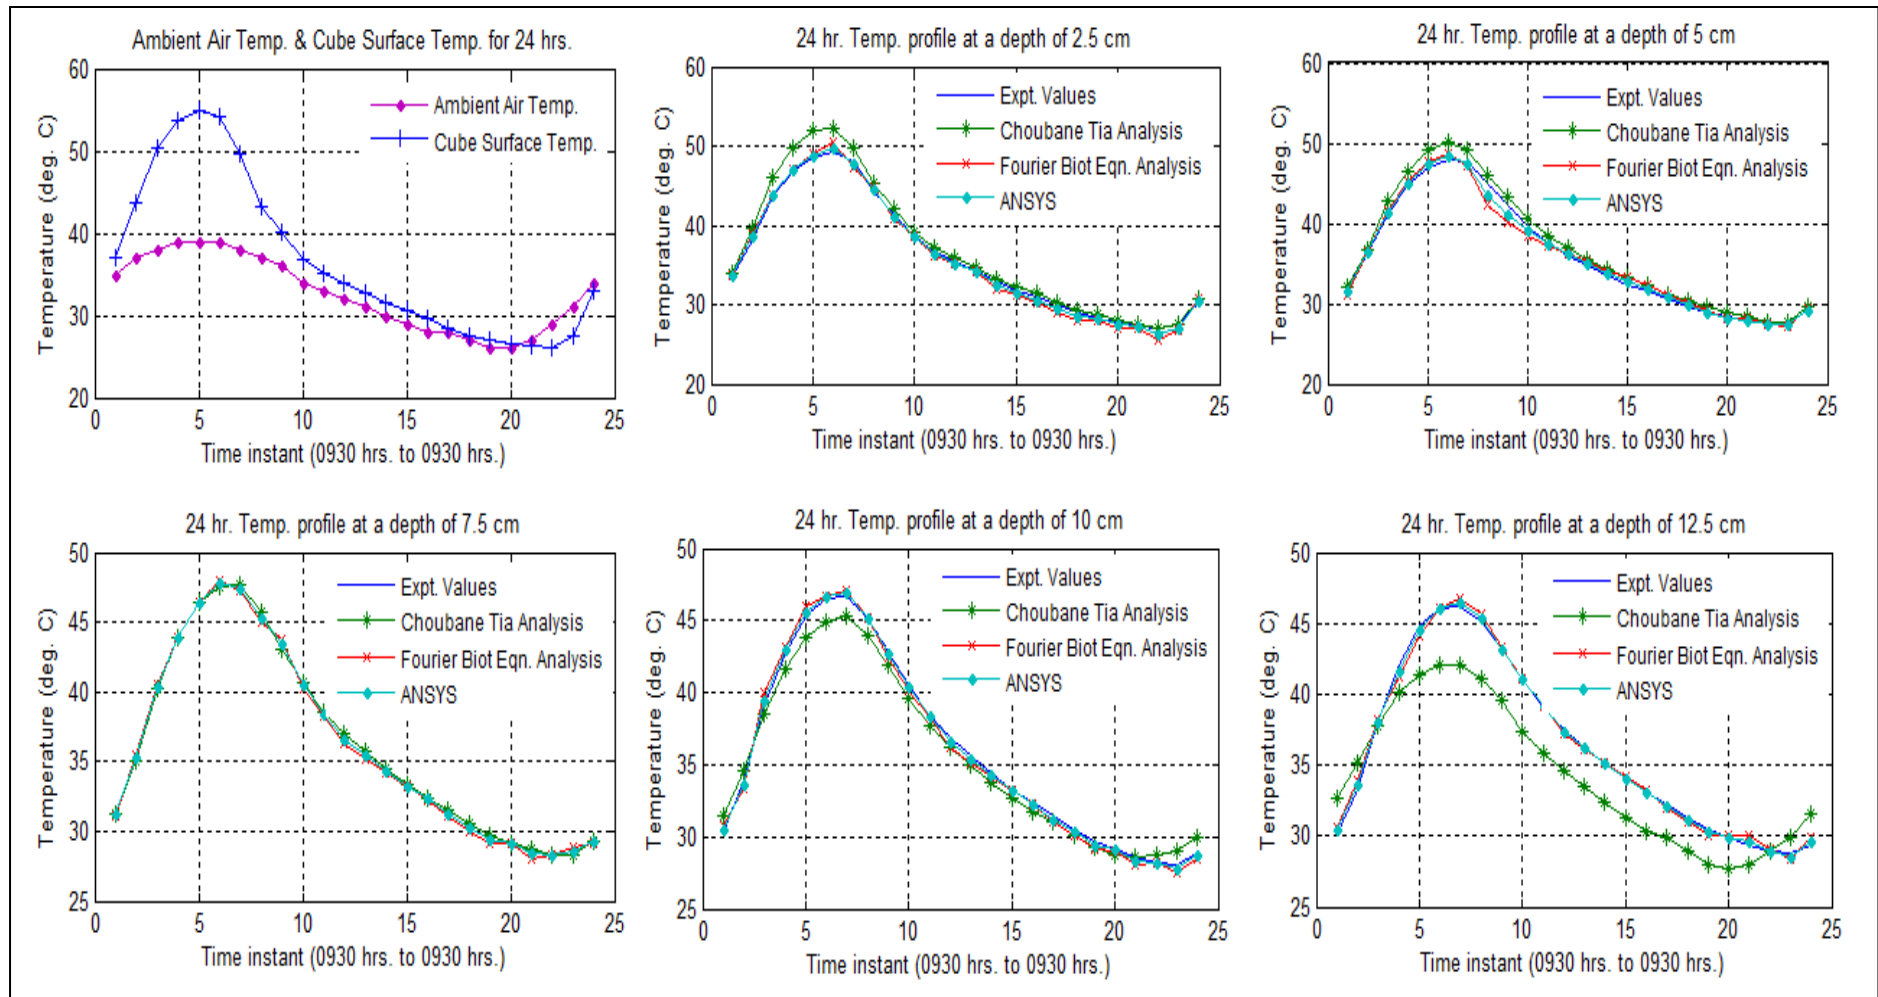 Ambient Air Temp. & Cube Surface Temp. for 24 hrs.
60
50
40
30
20
Temperature (deg. C)
Ambient Air Temp.
Cube Surface Temp.
0 5 10 15 20 25
Time instant (0930 hrs. to 0930 hrs.)
24 hr. Temp. profile at a depth of 2.5 cm
60
50
40
30
20
Temperature (deg. C)
Expt. Values
Choubane Tia Analysis
Fourier Biot Eqn. Analysis
ANSYS
0 5 10 15 20 25
Time instant (0930 hrs. to 0930 hrs.)
24 hr. Temp. profile at a depth of 5 cm
60
50
40
30
20
Temperature (deg. C)
Expt. Values
Choubane Tia Analysis
Fourier Biot Eqn. Analysis
ANSYS
0 5 10 15 20 25
Time instant (0930 hrs. to 0930 hrs.)
24 hr. Temp. profile at a depth of 7.5 cm
50
45
40
35
30
25
Temperature (deg. C)
Expt. Values
Choubane Tia Analysis
Fourier Biot Eqn. Analysis
ANSYS
0 5 10 15 20 25
Time instant (0930 hrs. to 0930 hrs.)
24 hr. Temp. profile at a depth of 10 cm
50
45
40
35
30
25
Temperature (deg. C)
Expt. Values
Choubane Tia Analysis
Fourier Biot Eqn. Analysis
ANSYS
0 5 10 15 20 25
Time instant (0930 hrs. to 0930 hrs.)
24 hr. Temp. profile at a depth of 12.5 cm
50
45
40
35
30
25
Temperature (deg. C)
Expt. Values
Choubane Tia Analysis
Fourier Biot Eqn. Analysis
ANSYS
0 5 10 15 20 25
Time instant (0930 hrs. to 0930 hrs.)